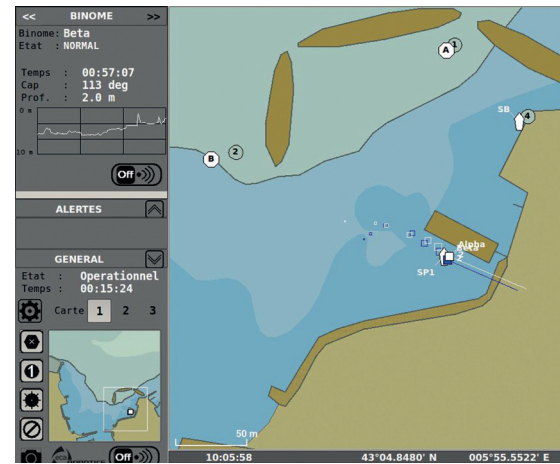 << BINOME >>
Binome: Beta
Etat : NORMAL
Temps : 00:57:07
Cap : 113 deg
Prof. : 2.0 m
0 m
10 m
Off
ALERTES
GENERAL
Etat : Operationnel
Temps : 00:15:24
Carte 1 2 3
1
Off
A
1
SB
4
B
2
Alpha
SP1
50 m
10:05:58 43°04.8480' N 005°55.5522' E